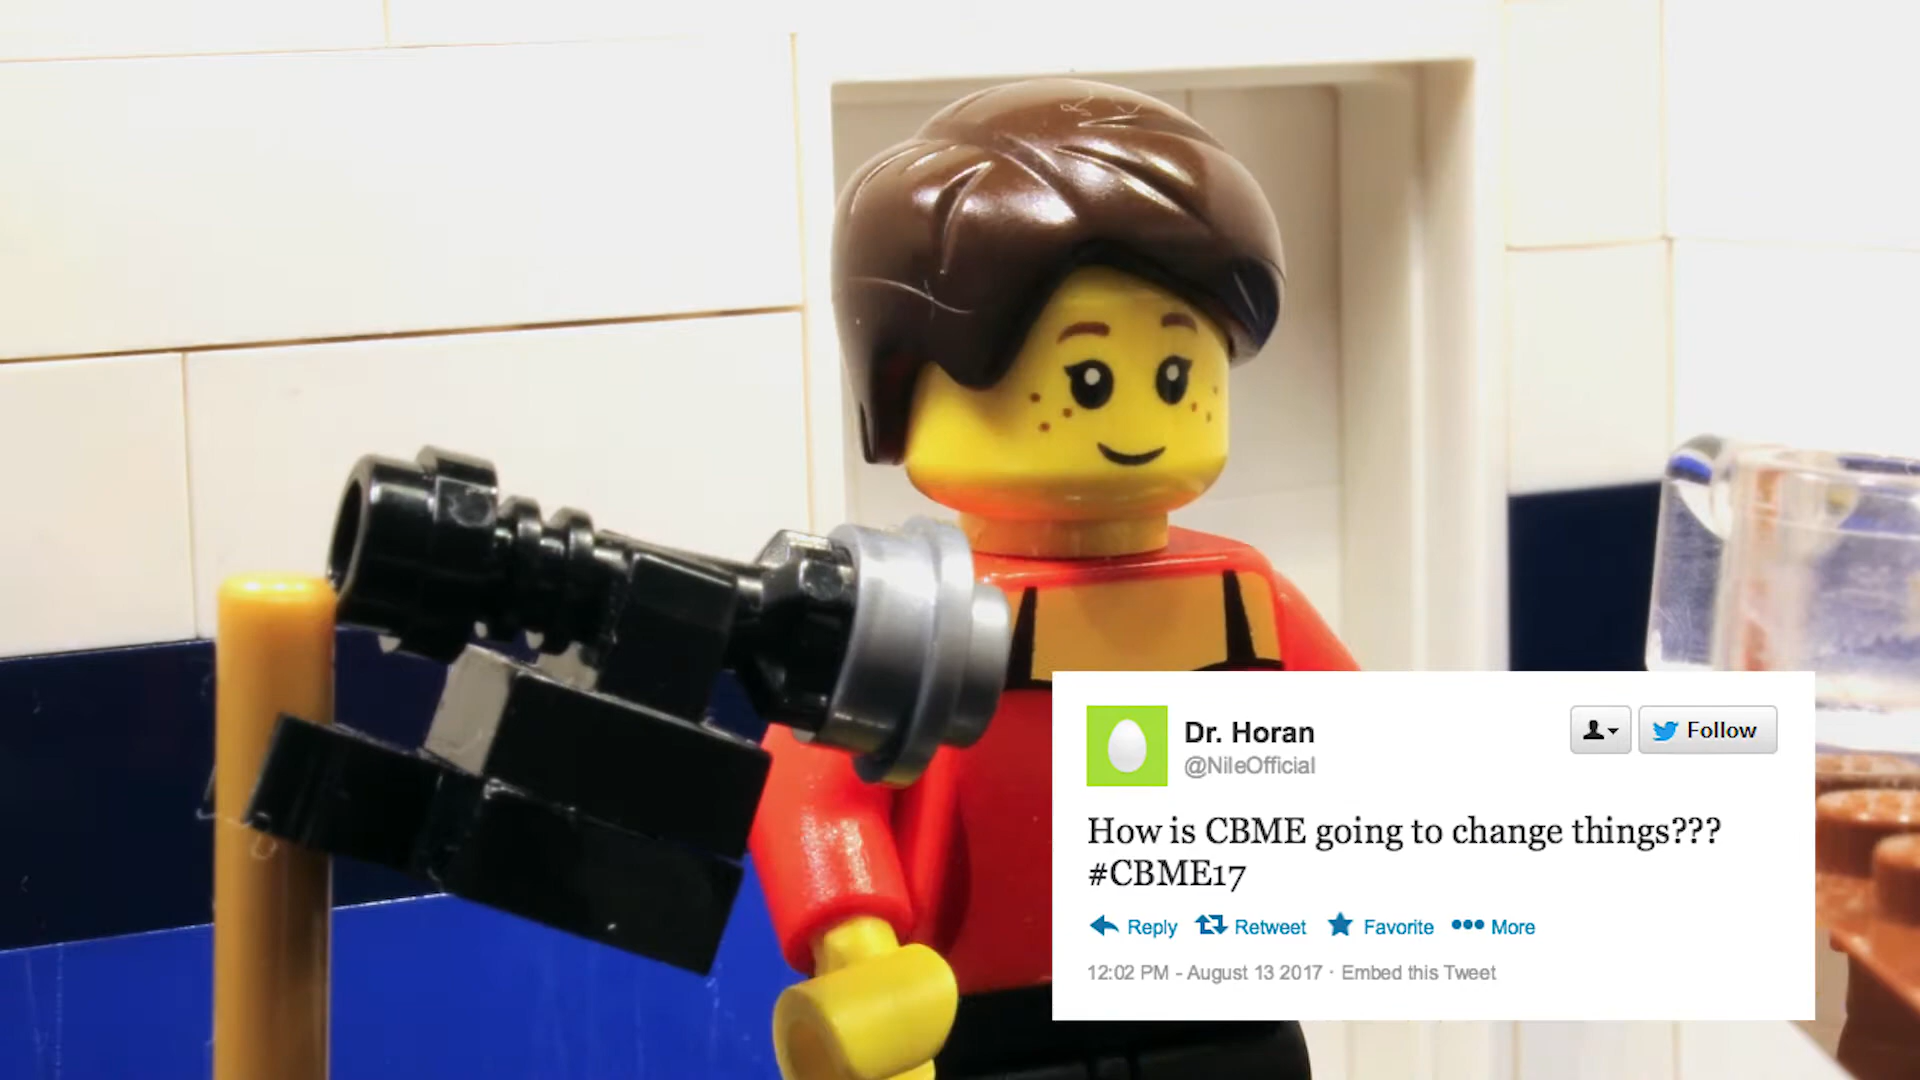 Dr. Horan
@NileOfficial
Follow
How is CBME going to change things???
#CBME17
Reply Retweet Favorite More
12:02 PM - August 13 2017 · Embed this Tweet